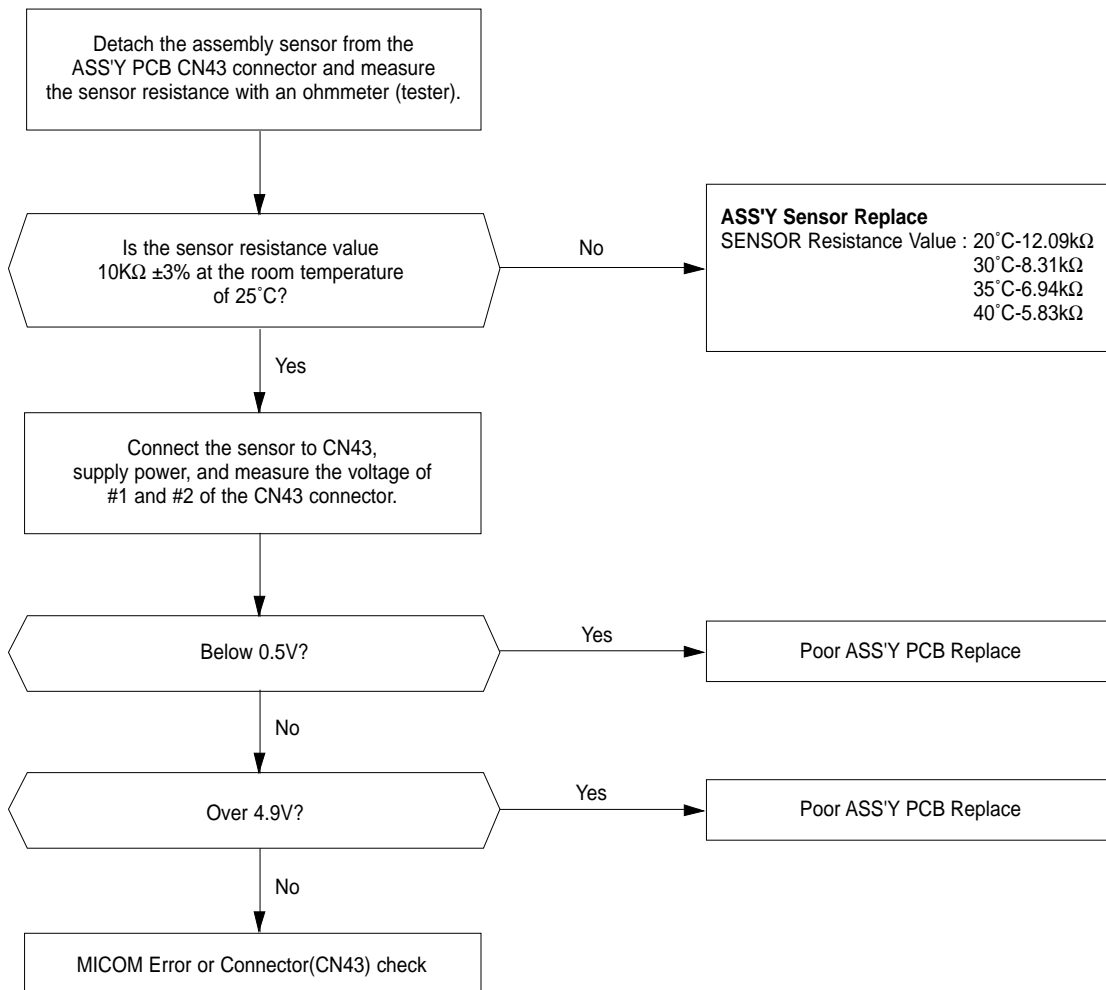 Detach the assembly sensor from the
ASS'Y PCB CN43 connector and measure
the sensor resistance with an ohmmeter (tester).
Is the sensor resistance value
10KΩ ±3% at the room temperature
of 25˚C?
No
ASS'Y Sensor Replace
SENSOR Resistance Value : 20˚C-12.09kΩ
30˚C-8.31kΩ
35˚C-6.94kΩ
40˚C-5.83kΩ
Yes
Connect the sensor to CN43,
supply power, and measure the voltage of
#1 and #2 of the CN43 connector.
Below 0.5V?
Yes
Poor ASS'Y PCB Replace
No
Over 4.9V?
Yes
Poor ASS'Y PCB Replace
No
MICOM Error or Connector(CN43) check